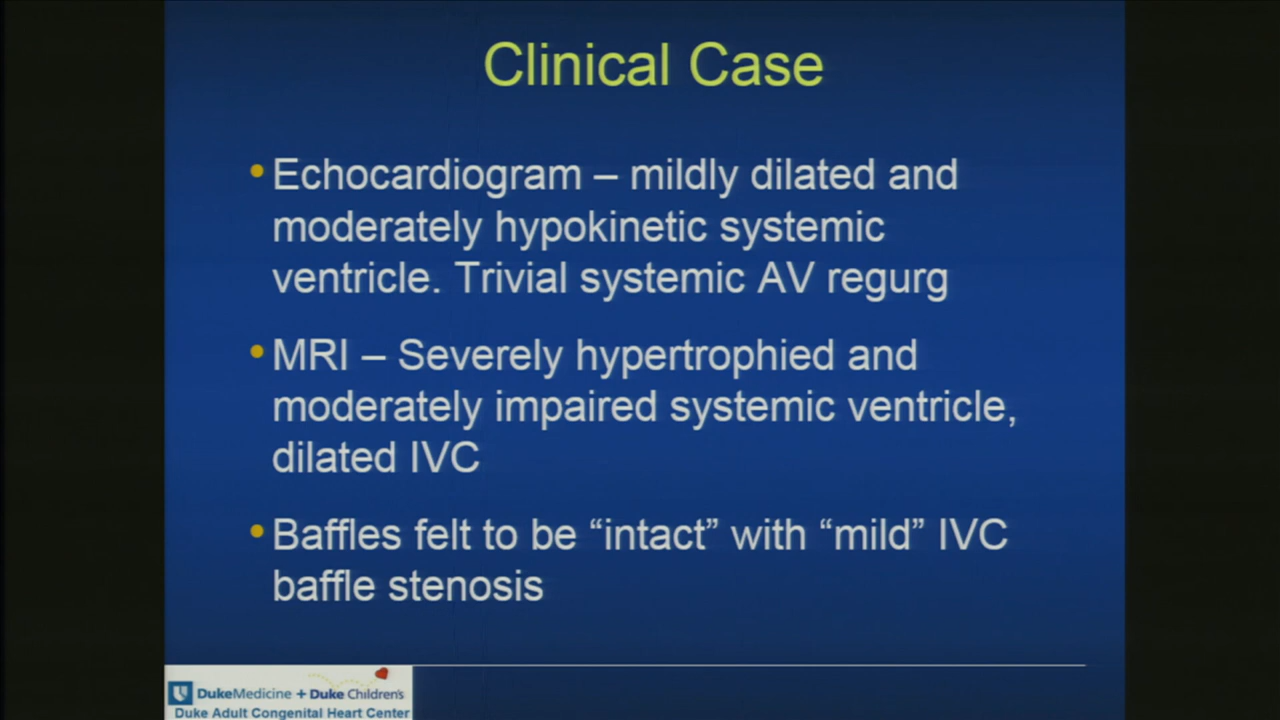 Clinical Case
•Echocardiogram – mildly dilated and
moderately hypokinetic systemic
ventricle. Trivial systemic AV regurg
•MRI – Severely hypertrophied and
moderately impaired systemic ventricle,
dilated IVC
•Baffles felt to be “intact” with “mild” IVC
baffle stenosis
DukeMedicine + Duke Children's
Duke Adult Congenital Heart Center